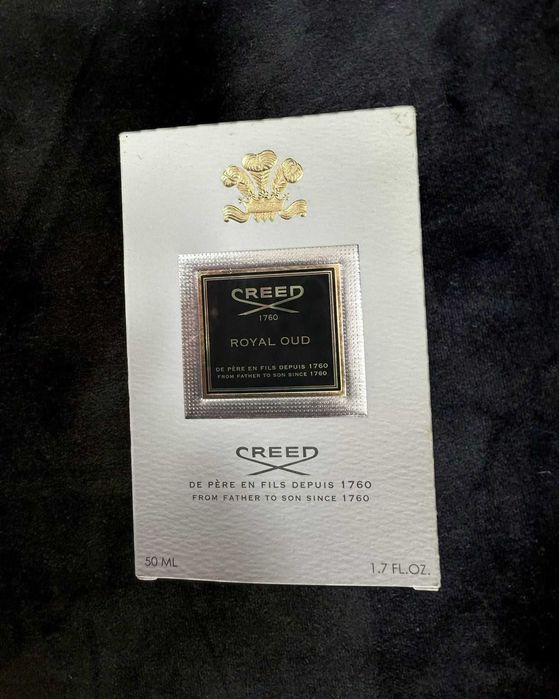 CREED
1760
ROYAL OUD
DE PÈRE EN FILS DEPUIS 1760
FROM FATHER TO SON SINCE 1760
CREED
DE PÈRE EN FILS DEPUIS 1760
FROM FATHER TO SON SINCE 1760
50 ML
1.7 FL.OZ.